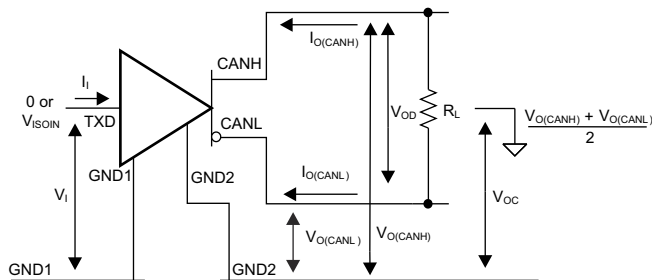 I_O(CANH)
I_I
CANH
0 or
V_ISOIN
TXD
V_OD
R_L
V_O(CANH) + V_O(CANL)
2
CANL
GND1
GND2
I_O(CANL)
V_I
V_OC
V_O(CANL)
V_O(CANH)
GND1
GND2